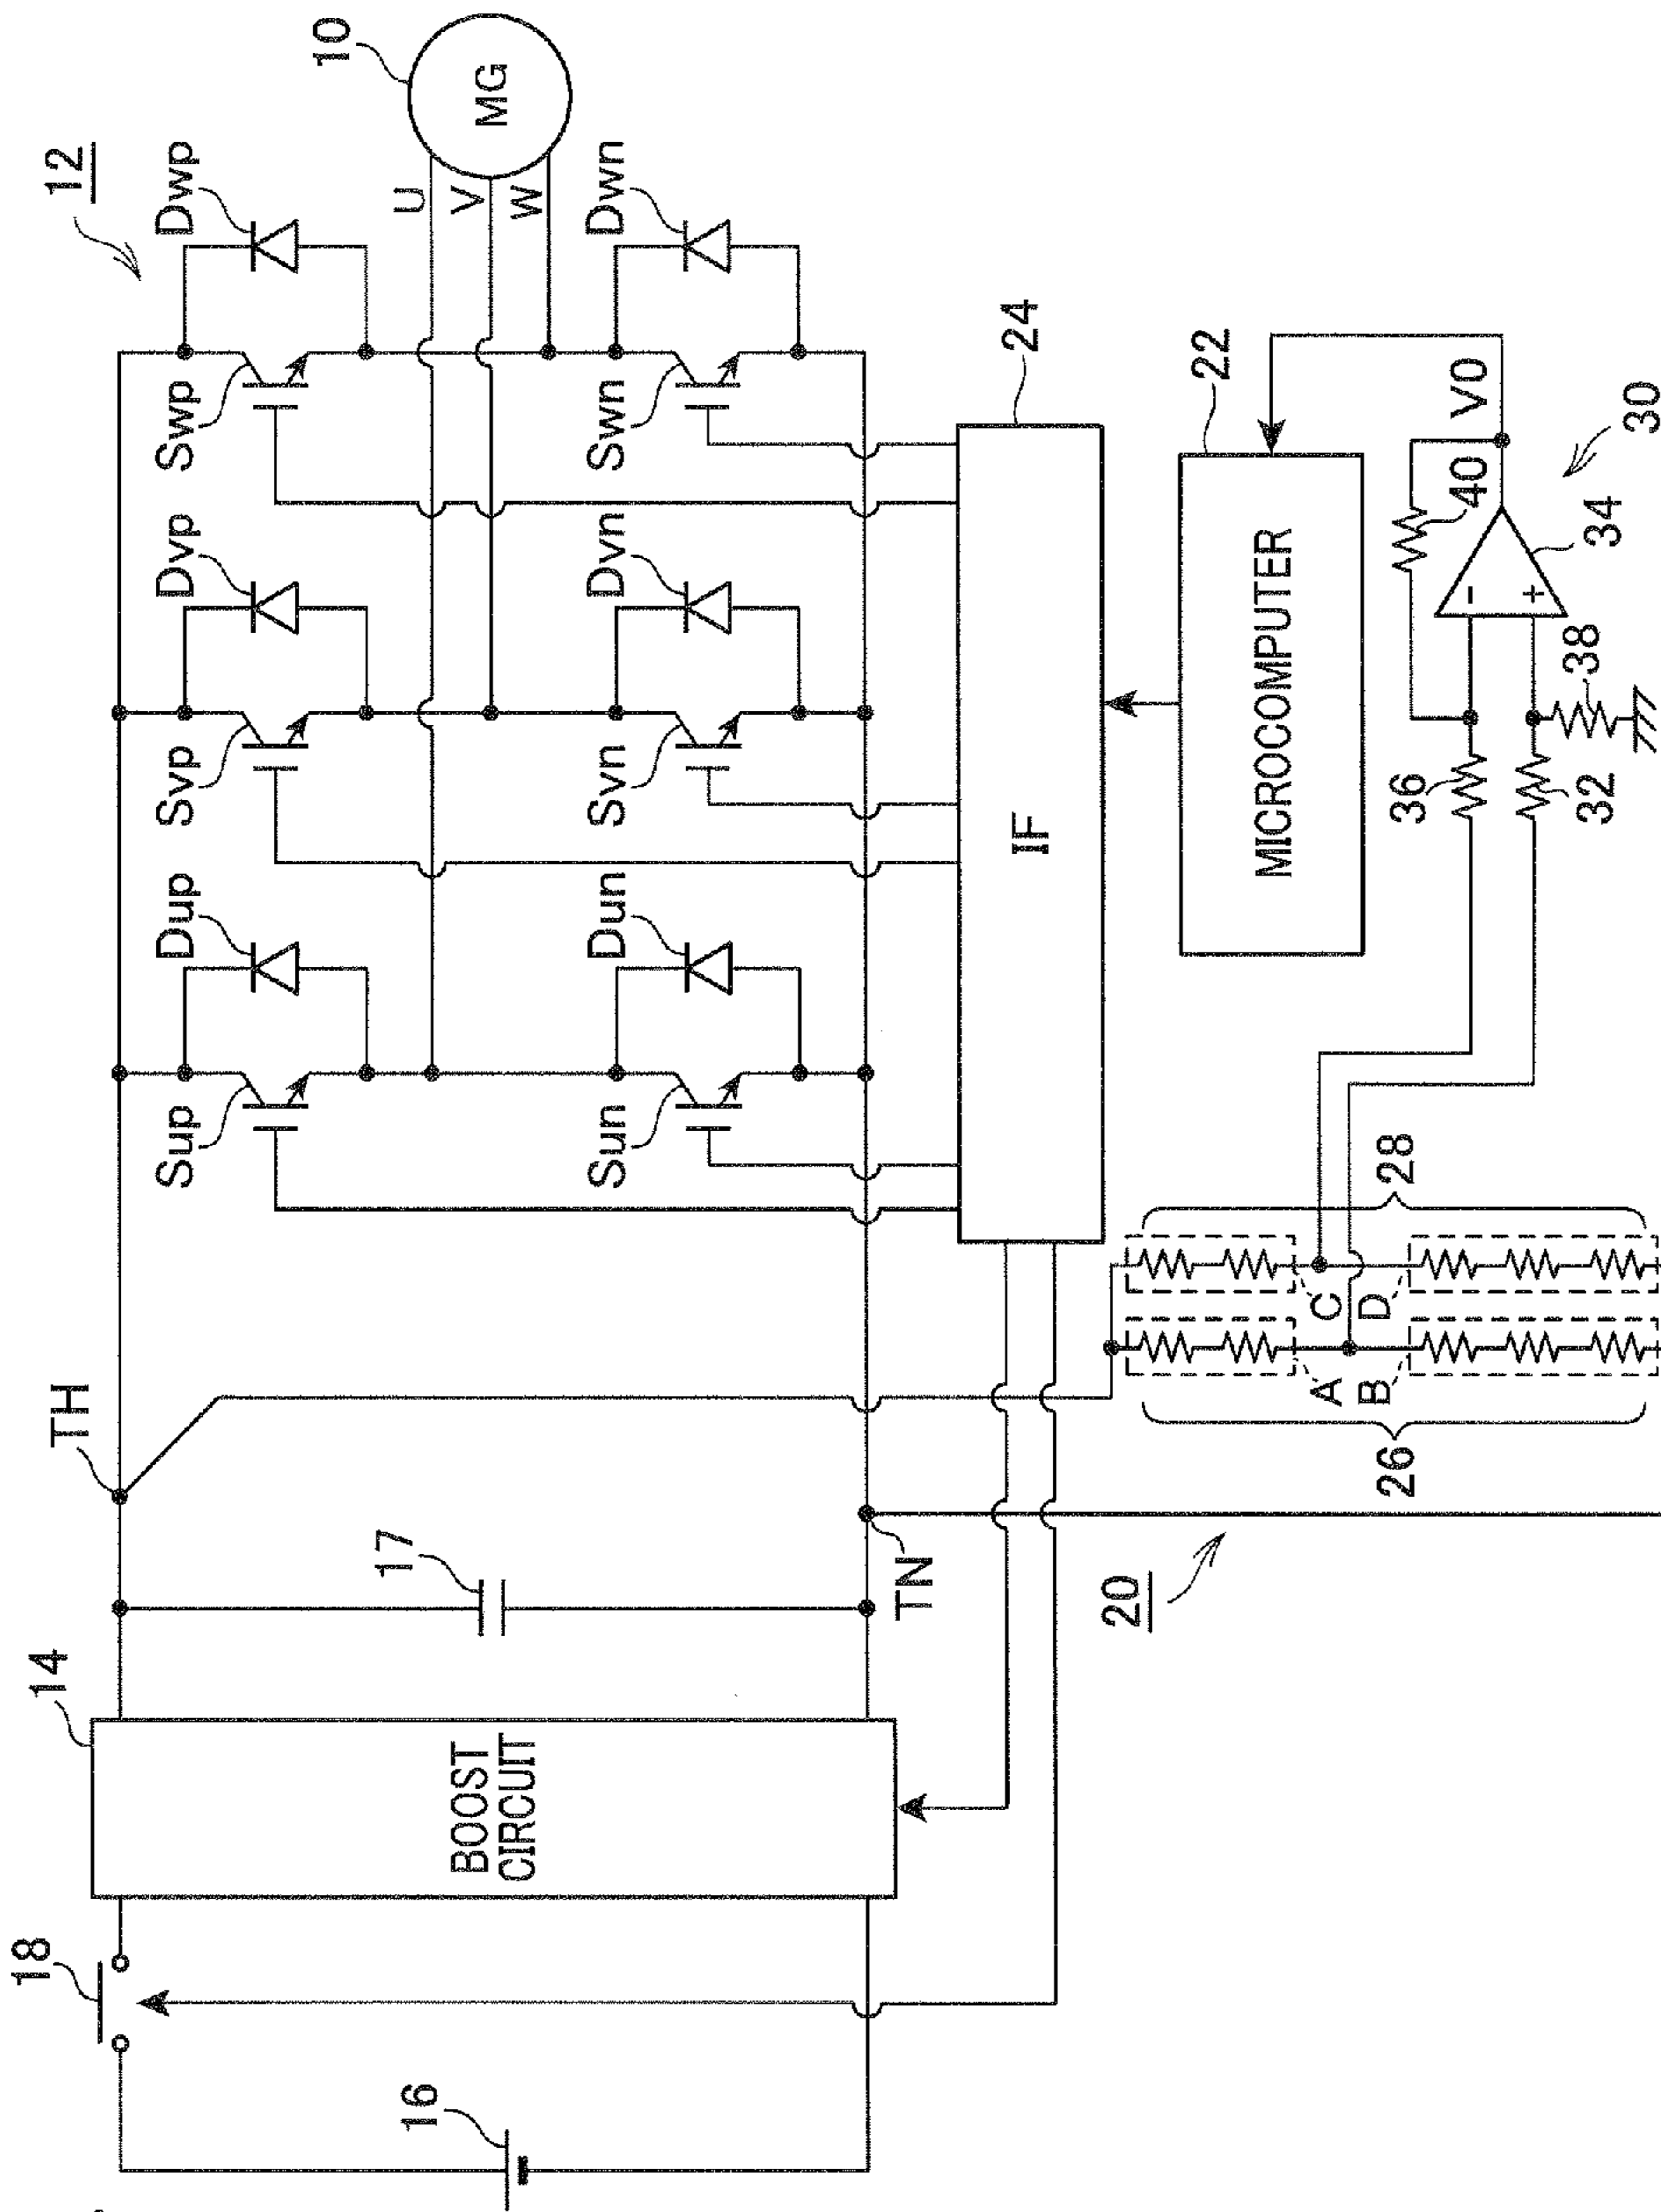 12
10
MG
TH
Sup
Dup
Svp
Dvp
Swp
Dwp
U
V
W
18
14
BOOST
CIRCUIT
16
17
Sun
Dun
Svn
Dvn
Swn
Dwn
TN
IF
24
20
22
MICROCOMPUTER
26
28
A
B
C
D
36
32
38
40
V0
-
+
34
30